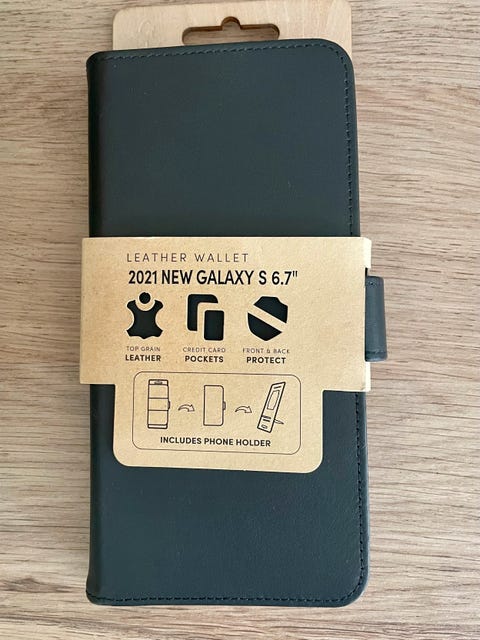 LEATHER WALLET
2021 NEW GALAXY S 6.7"
TOP GRAIN
LEATHER
CREDIT CARD
POCKETS
FRONT & BACK
PROTECT
INCLUDES PHONE HOLDER